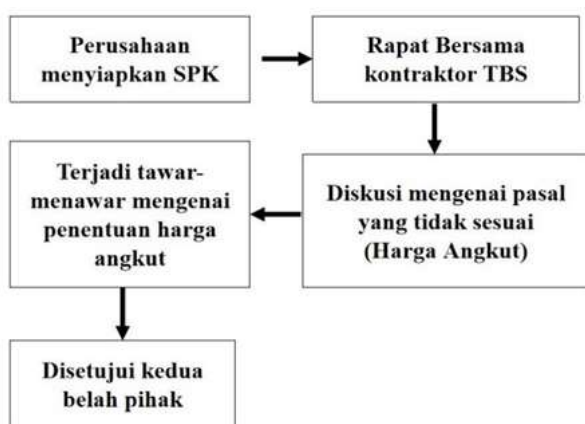 Perusahaan
menyiapkan SPK
Rapat Bersama
kontraktor TBS
Diskusi mengenai pasal
yang tidak sesuai
(Harga Angkut)
Terjadi tawar-
menawar mengenai
penentuan harga
angkut
Disetujui kedua
belah pihak